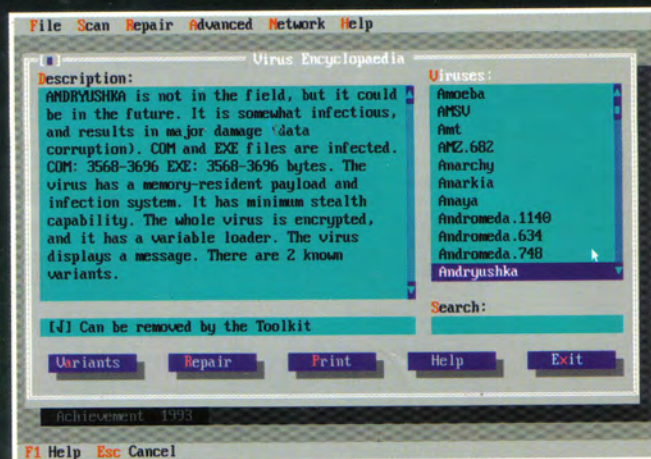 File Scan Repair Advanced Network Help
Virus Encyclopaedia
Description:
ANDRYUSHKA is not in the field, but it could
be in the future. It is somewhat infectious,
and results in major damage (data
corruption). COM and EXE files are infected.
COM: 3568-3696 EXE: 3568-3696 bytes. The
virus has a memory-resident payload and
infection system. It has minimum stealth
capability. The whole virus is encrypted,
and it has a variable loader. The virus
displays a message. There are 2 known
variants.
[√] Can be removed by the Toolkit
Viruses:
Amoeba
AMSV
Amt
AMZ.682
Anarchy
Anarkia
Anaya
Andromeda.1140
Andromeda.634
Andromeda.748
Andryushka
Search:
Variants Repair Print Help Exit
Achievement 1993
F1 Help Esc Cancel